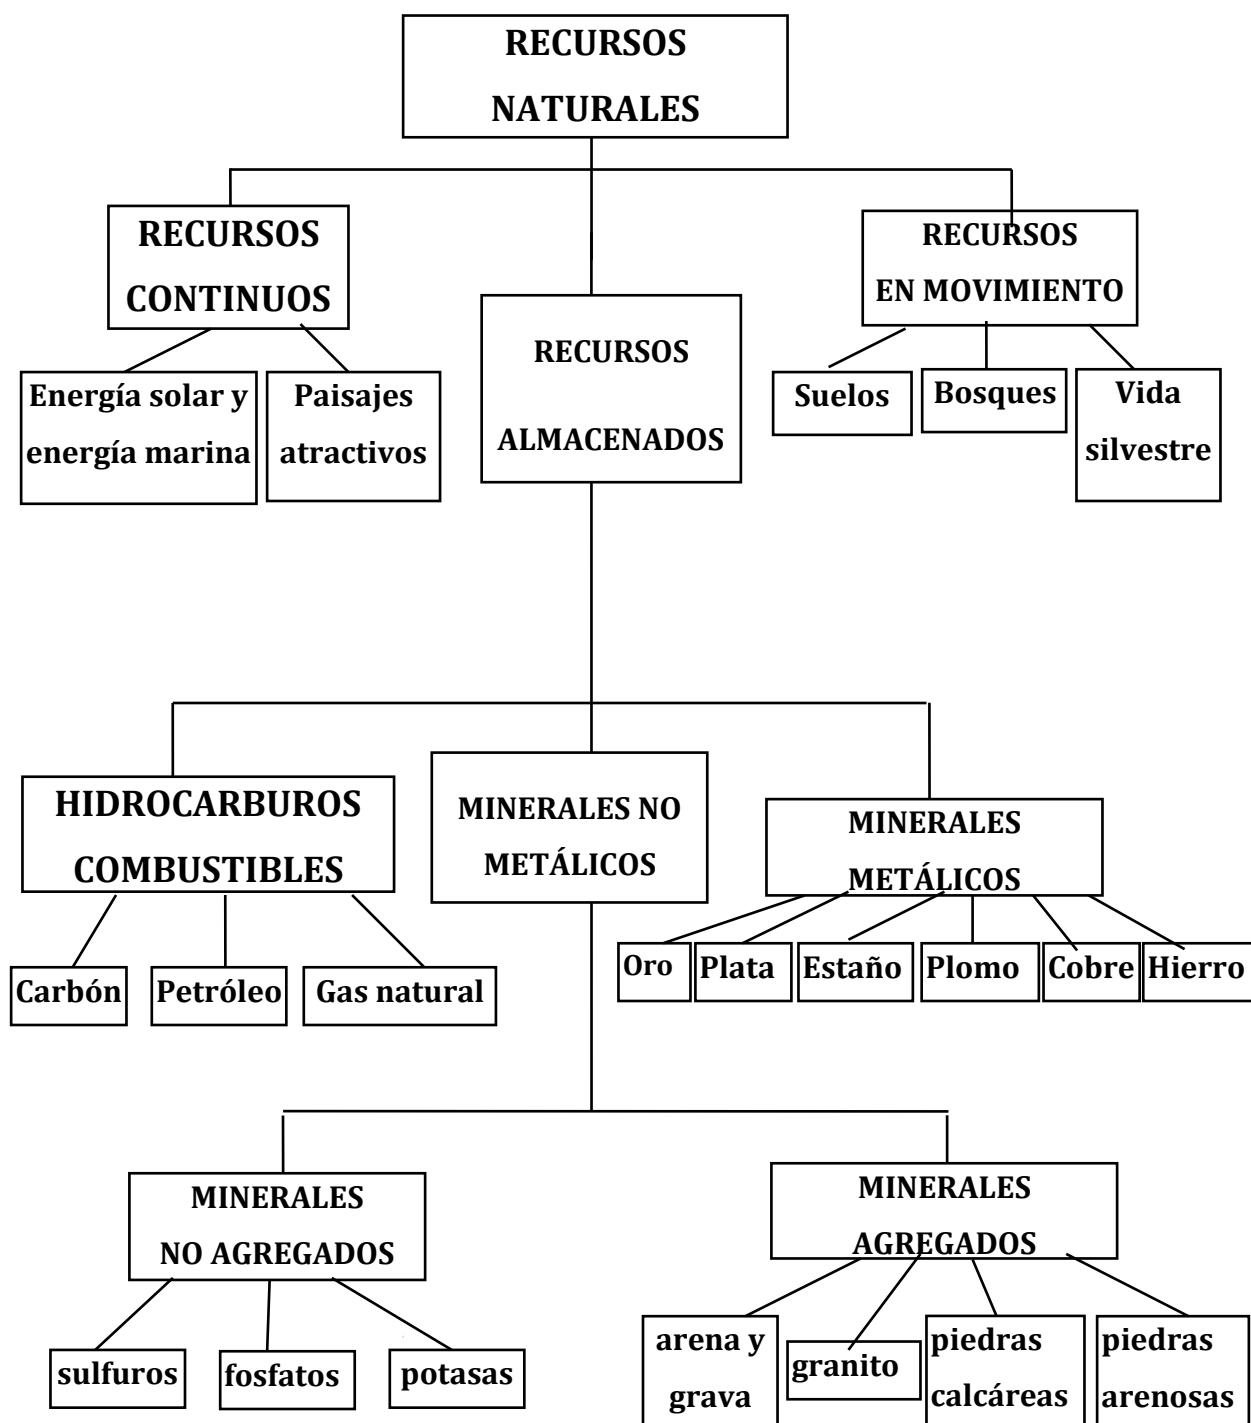 RECURSOS
NATURALES
RECURSOS
CONTINUOS
RECURSOS
EN MOVIMIENTO
RECURSOS
ALMACENADOS
Energía solar y
energía marina
Paisajes
atractivos
Suelos
Bosques
Vida
silvestre
HIDROCARBUROS
COMBUSTIBLES
MINERALES NO
METÁLICOS
MINERALES
METÁLICOS
Carbón
Petróleo
Gas natural
Oro
Plata
Estaño
Plomo
Cobre
Hierro
MINERALES
NO AGREGADOS
MINERALES
AGREGADOS
sulfuros
fosfatos
potasas
arena y
grava
granito
piedras
calcáreas
piedras
arenosas